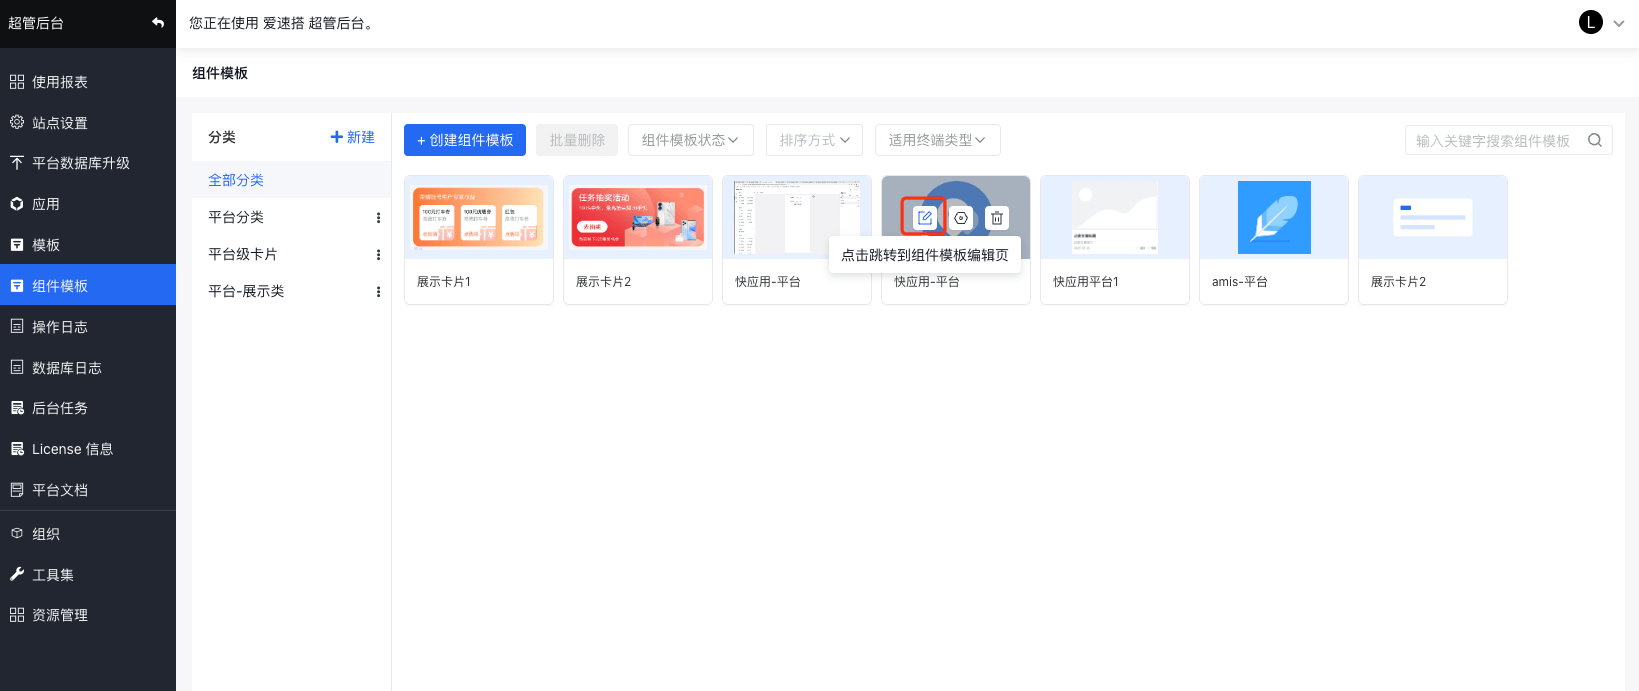 超管后台
您正在使用 爱速搭 超管后台。
L
使用报表
站点设置
平台数据库升级
应用
模板
组件模板
操作日志
数据库日志
后台任务
License 信息
平台文档
组织
工具集
资源管理
组件模板
分类
+ 新建
全部分类
平台分类
平台级卡片
平台-展示类
+ 创建组件模板
批量删除
组件模板状态
排序方式
适用终端类型
输入关键字搜索组件模板
任务抽奖活动
点击跳转到组件模板编辑页
展示卡片1
展示卡片2
快应用-平台
快应用-平台
快应用平台1
amis-平台
展示卡片2